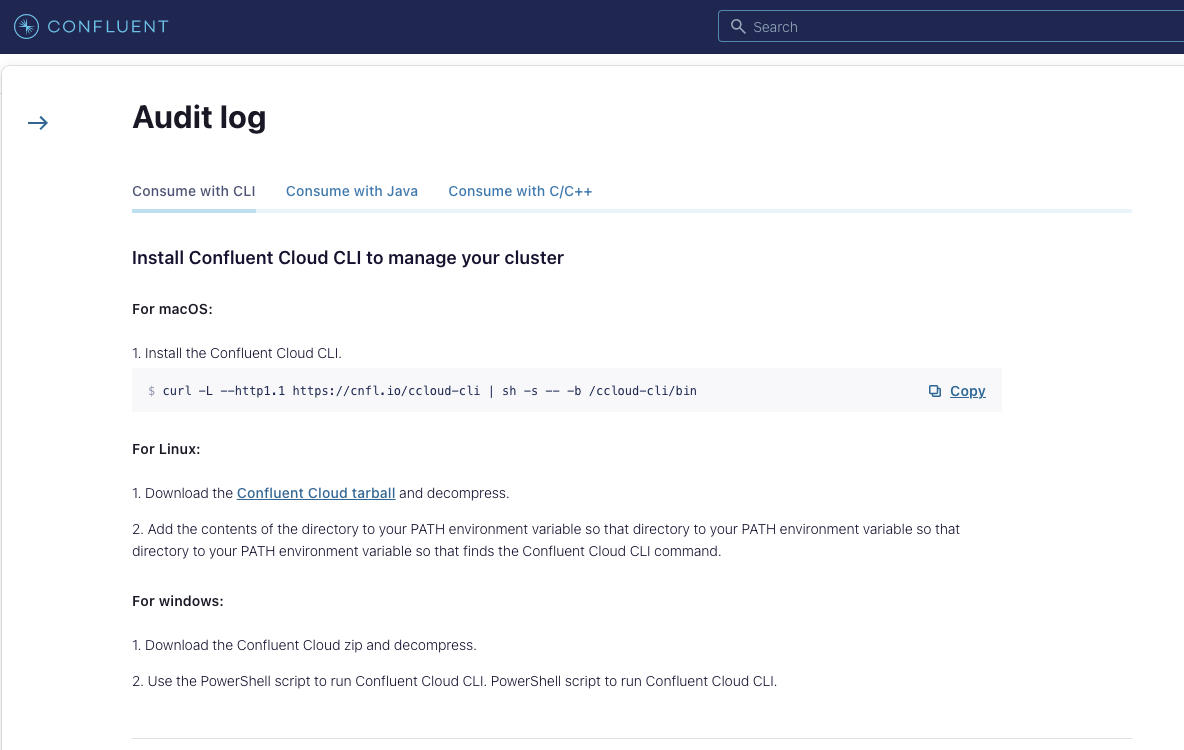 CONFLUENT
Search
Audit log
Consume with CLI
Consume with Java
Consume with C/C++
Install Confluent Cloud CLI to manage your cluster
For macOS:
1. Install the Confluent Cloud CLI.
$ curl -L --http1.1 https://cnfl.io/ccloud-cli | sh -s -- -b /ccloud-cli/bin
Copy
For Linux:
1. Download the Confluent Cloud tarball and decompress.
2. Add the contents of the directory to your PATH environment variable so that directory to your PATH environment variable so that
directory to your PATH environment variable so that finds the Confluent Cloud CLI command.
For windows:
1. Download the Confluent Cloud zip and decompress.
2. Use the PowerShell script to run Confluent Cloud CLI. PowerShell script to run Confluent Cloud CLI.